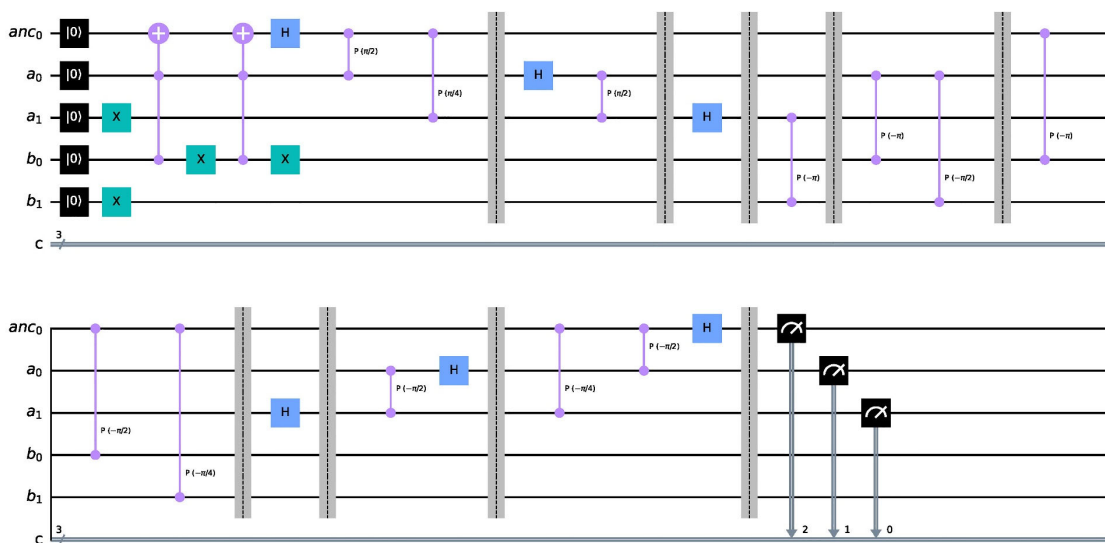 anc₀ |0⟩ H
P (π/2)
a₀ |0⟩ H
P (π/4) P (π/2) P (-π)
a₁ |0⟩ X H
P (-π) P (-π)
b₀ |0⟩ X X
P (-π) P (-π/2)
b₁ |0⟩ X
c 3
anc₀ H
P (-π/2)
a₀ H
P (-π/2) P (-π/4)
a₁ H
P (-π/2)
b₀
P (-π/4)
b₁
c 3 2 1 0